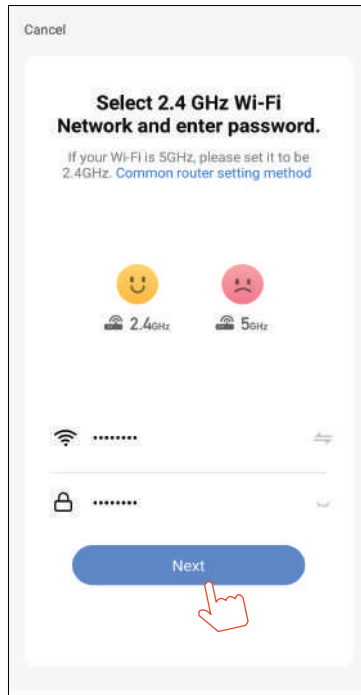 Cancel
Select 2.4 GHz Wi-Fi
Network and enter password.
If your Wi-Fi is 5GHz, please set it to be
2.4GHz. Common router setting method
2.4GHz 5GHz
••••••••
••••••••
Next